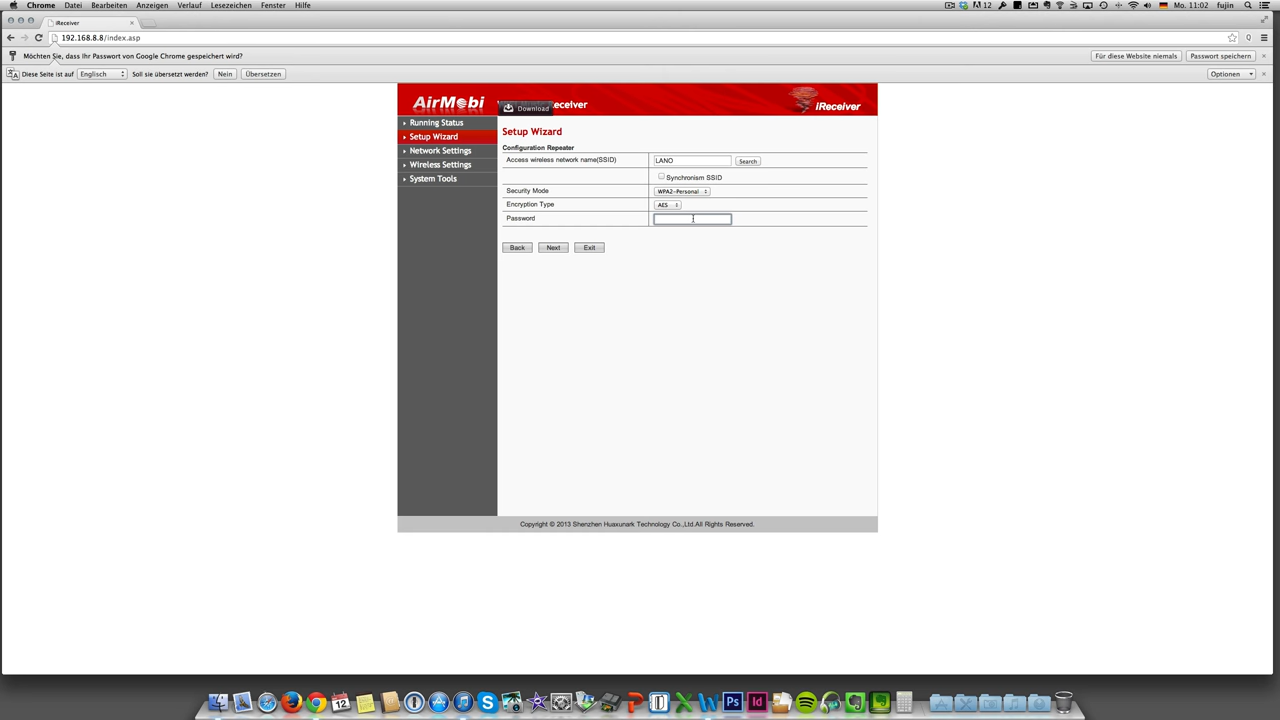 Chrome Datei Bearbeiten Anzeigen Verlauf Lesezeichen Fenster Hilfe 12 Mo. 11:02 fujin
iReceiver
192.168.8.8/index.asp
Möchten Sie, dass Ihr Passwort von Google Chrome gespeichert wird? Für diese Website niemals Passwort speichern
Diese Seite ist auf Englisch Soll sie übersetzt werden? Nein Übersetzen Optionen
AirMobi Download eceiver iReceiver
Running Status
Setup Wizard
Network Settings
Wireless Settings
System Tools
Setup Wizard
Configuration Repeater
Access wireless network name(SSID) LANO Search
Synchronism SSID
Security Mode WPA2-Personal
Encryption Type AES
Password
Back Next Exit
Copyright © 2013 Shenzhen Huaxunark Technology Co.,Ltd.All Rights Reserved.